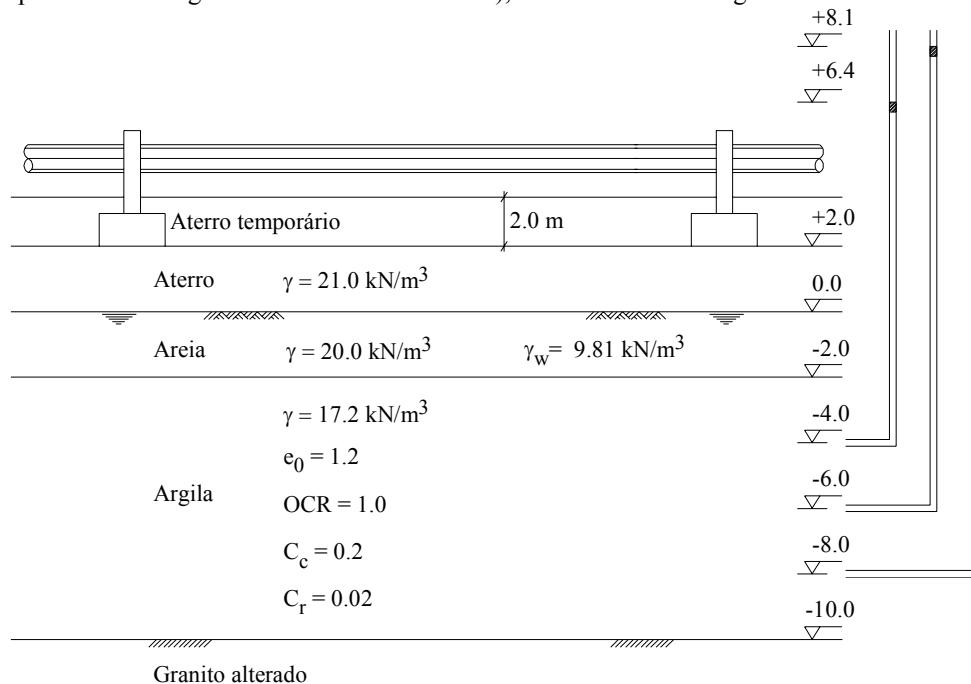 +8.1
+6.4
Aterro temporário
2.0 m
+2.0
Aterro γ = 21.0 kN/m³
0.0
Areia γ = 20.0 kN/m³ γw= 9.81 kN/m³
-2.0
γ = 17.2 kN/m³
-4.0
e0 = 1.2
Argila
OCR = 1.0
-6.0
Cc = 0.2
-8.0
Cr = 0.02
-10.0
Granito alterado